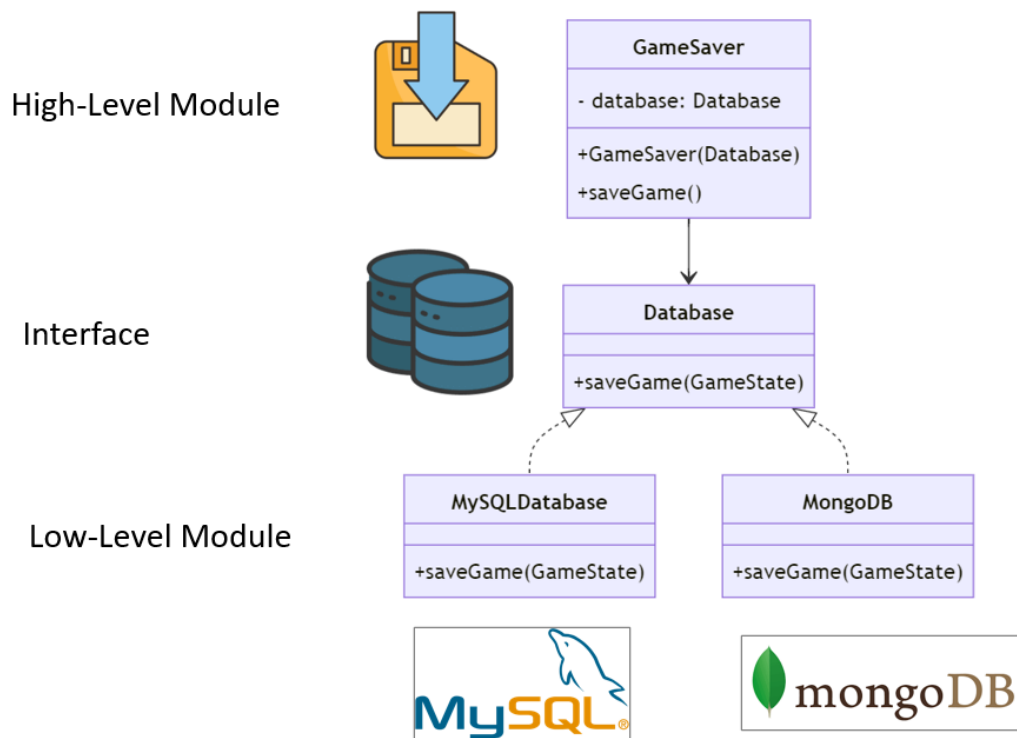 High-Level Module
GameSaver
- database: Database
+GameSaver(Database)
+saveGame()
Interface
Database
+saveGame(GameState)
Low-Level Module
MySQLDatabase
+saveGame(GameState)
MongoDB
+saveGame(GameState)
MySQL®
mongoDB